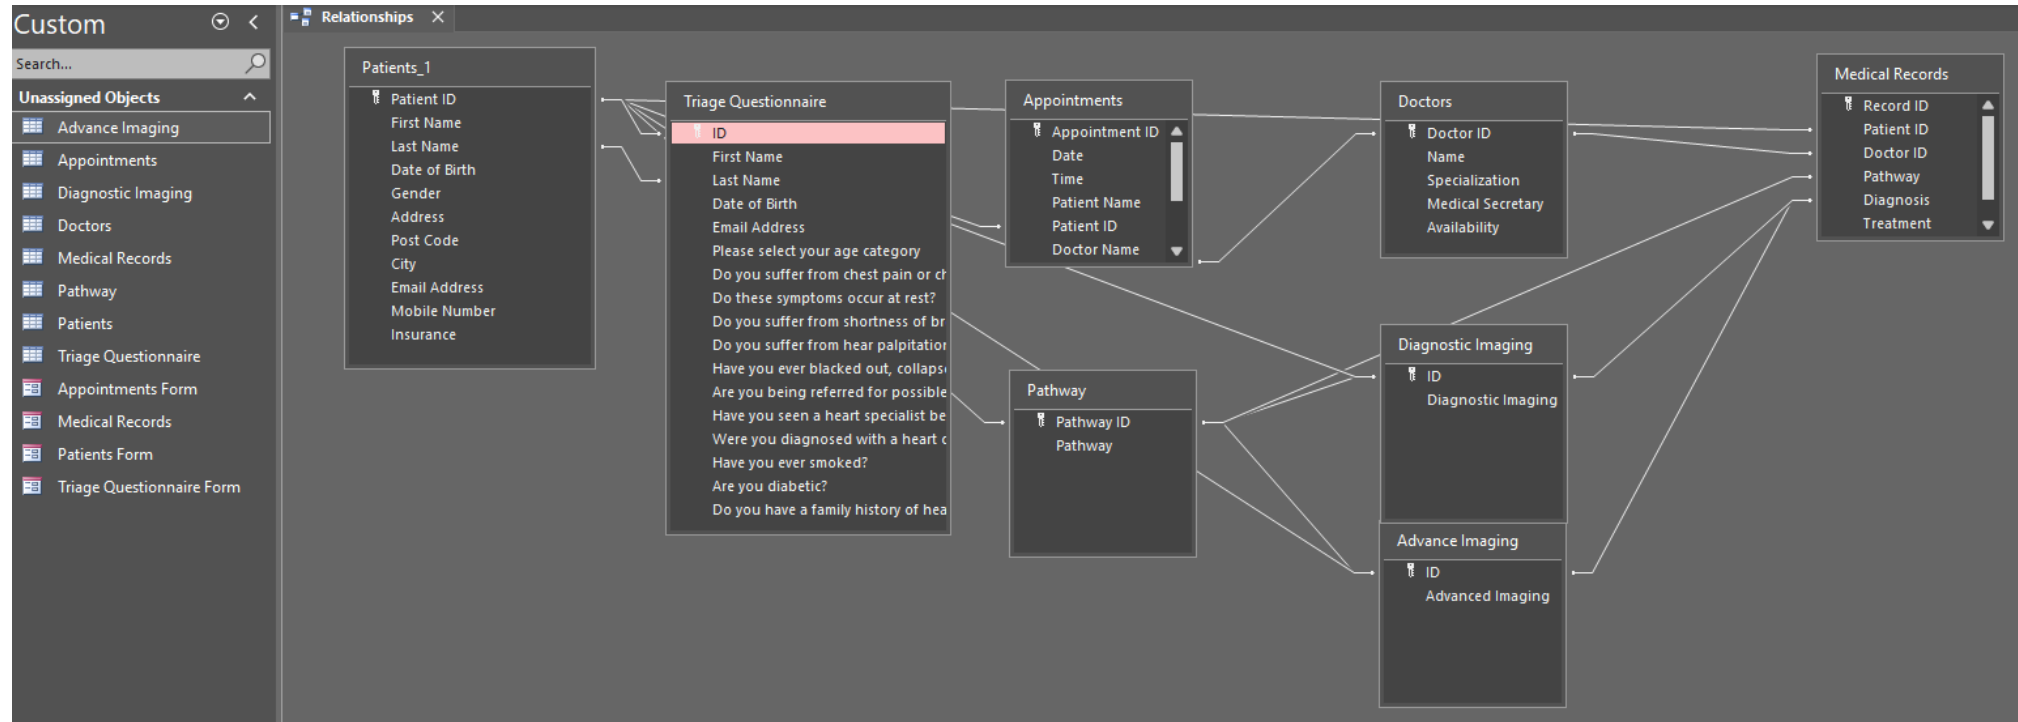 Custom
Search...
Unassigned Objects
Advance Imaging
Appointments
Diagnostic Imaging
Doctors
Medical Records
Pathway
Patients
Triage Questionnaire
Appointments Form
Medical Records
Patients Form
Triage Questionnaire Form
Relationships
Patients_1
Patient ID
First Name
Last Name
Date of Birth
Gender
Address
Post Code
City
Email Address
Mobile Number
Insurance
Triage Questionnaire
ID
First Name
Last Name
Date of Birth
Email Address
Please select your age category
Do you suffer from chest pain or ch
Do these symptoms occur at rest?
Do you suffer from shortness of br
Do you suffer from hear palpitation
Have you ever blacked out, collapse
Are you being referred for possible
Have you seen a heart specialist be
Were you diagnosed with a heart c
Have you ever smoked?
Are you diabetic?
Do you have a family history of hea
Appointments
Appointment ID
Date
Time
Patient Name
Patient ID
Doctor Name
Pathway
Pathway ID
Pathway
Doctors
Doctor ID
Name
Specialization
Medical Secretary
Availability
Diagnostic Imaging
ID
Diagnostic Imaging
Advance Imaging
ID
Advanced Imaging
Medical Records
Record ID
Patient ID
Doctor ID
Pathway
Diagnosis
Treatment